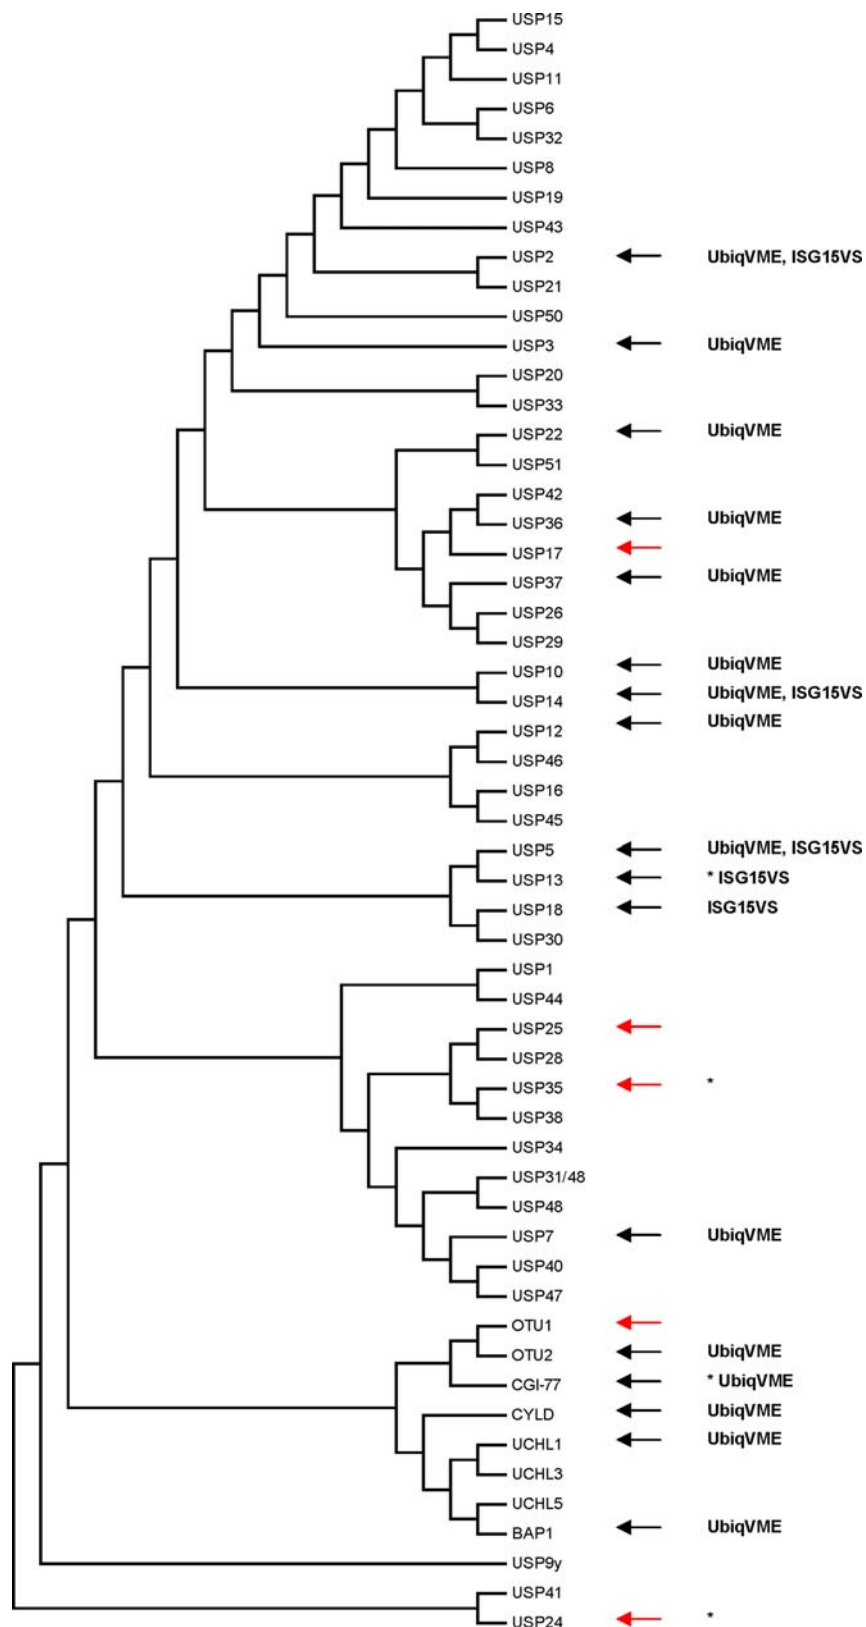 USP15
USP4
USP11
USP6
USP32
USP8
USP19
USP43
USP2 UbiqVME, ISG15VS
USP21
USP50
USP3 UbiqVME
USP20
USP33
USP22 UbiqVME
USP51
USP42
USP36 UbiqVME
USP17
USP37 UbiqVME
USP26
USP29
USP10 UbiqVME
USP14 UbiqVME, ISG15VS
USP12 UbiqVME
USP46
USP16
USP45
USP5 UbiqVME, ISG15VS
USP13 * ISG15VS
USP18 ISG15VS
USP30
USP1
USP44
USP25
USP28
USP35 *
USP38
USP34
USP31/48
USP48
USP7 UbiqVME
USP40
USP47
OTU1
OTU2 UbiqVME
CGI-77 * UbiqVME
CYLD UbiqVME
UCHL1 UbiqVME
UCHL3
UCHL5
BAP1 UbiqVME
USP9y
USP41
USP24 *